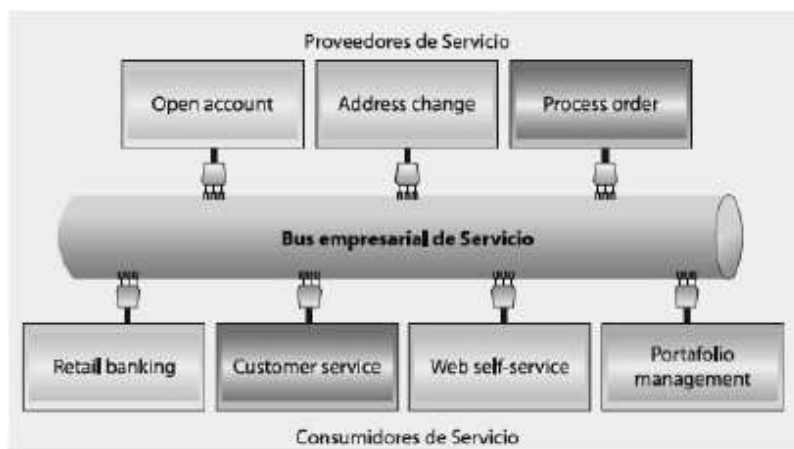 Proveedores de Servicio
Open account
Address change
Process order
Bus empresarial de Servicio
Retail banking
Customer service
Web self-service
Portafolio
management
Consumidores de Servicio